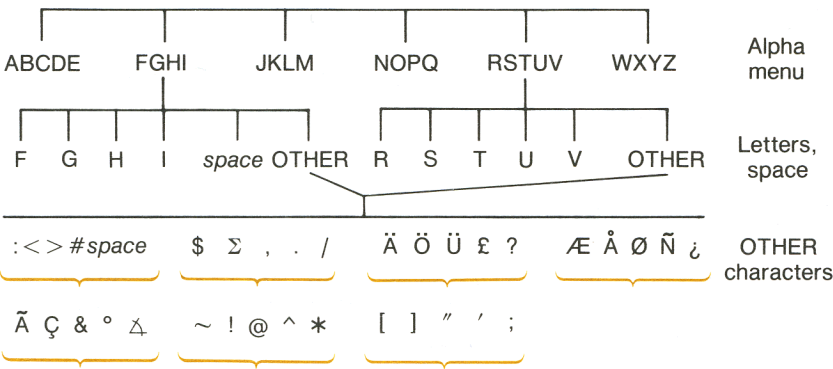 ABCDE FGHI JKLM NOPQ RSTUV WXYZ Alpha
menu
F G H I space OTHER R S T U V OTHER Letters,
space
: < > # space $ Σ , . / Ä Ö Ü £ ? Æ Å Ø Ñ ¿ OTHER
characters
Ã Ç & ° ∡ ~ ! @ ^ * [ ] ″ ′ ;